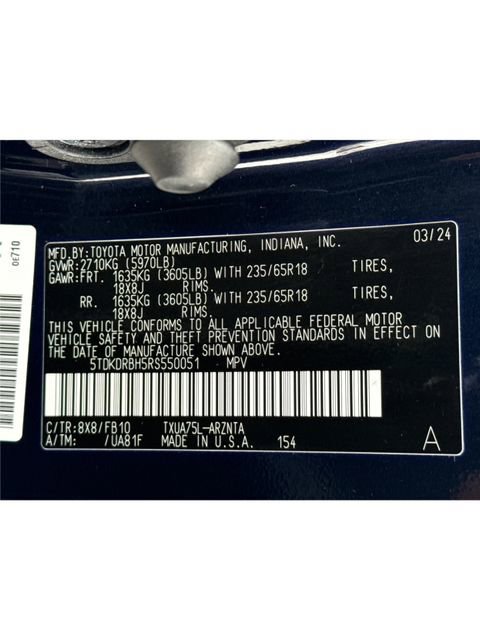 0E710
MFD.BY:TOYOTA MOTOR MANUFACTURING, INDIANA, INC. 03/24
GVWR:2710KG (5970LB)
GAWR:FRT. 1635KG (3605LB) WITH 235/65R18 TIRES,
18X8J RIMS.
RR. 1635KG (3605LB) WITH 235/65R18 TIRES,
18X8J RIMS.
THIS VEHICLE CONFORMS TO ALL APPLICABLE FEDERAL MOTOR
VEHICLE SAFETY AND THEFT PREVENTION STANDARDS IN EFFECT ON
THE DATE OF MANUFACTURE SHOWN ABOVE.
5TDKDRBH5RS550051 MPV
C/TR:8X8/FB10 TXUA75L-ARZNTA
A/TM: /UA81F MADE IN U.S.A. 154 A